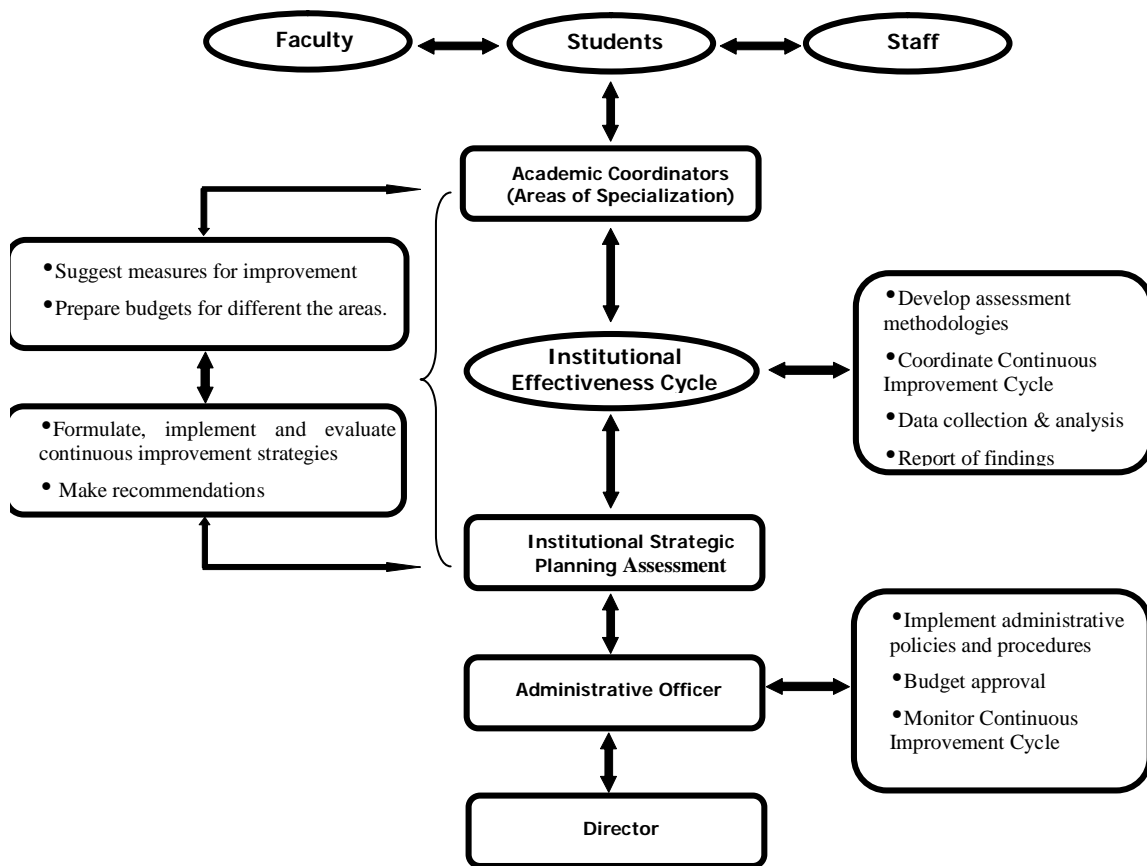 Faculty
Students
Staff
Academic Coordinators
(Areas of Specialization)
•Suggest measures for improvement
•Prepare budgets for different the areas.
•Develop assessment
methodologies
•Coordinate Continuous
Improvement Cycle
•Data collection & analysis
•Report of findings
Institutional
Effectiveness Cycle
•Formulate, implement and evaluate
continuous improvement strategies
• Make recommendations
Institutional Strategic
Planning Assessment
•Implement administrative
policies and procedures
•Budget approval
•Monitor Continuous
Improvement Cycle
Administrative Officer
Director